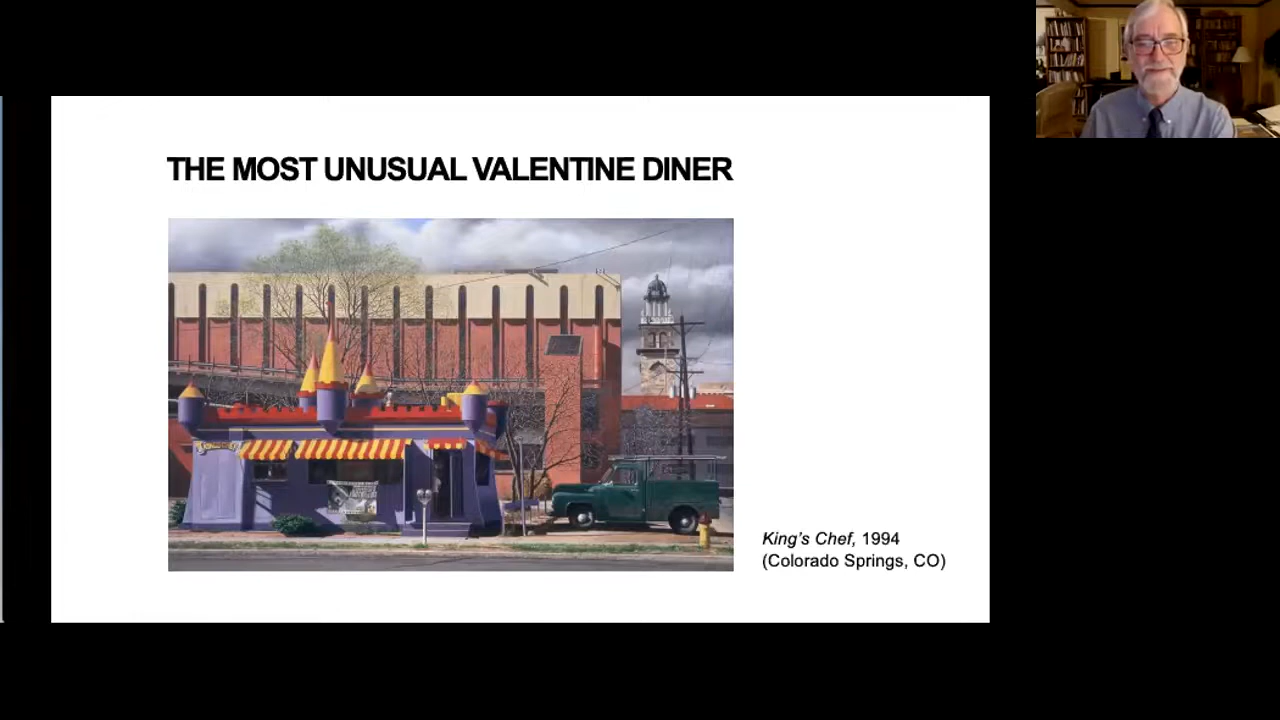 THE MOST UNUSUAL VALENTINE DINER
King's Chef, 1994
(Colorado Springs, CO)